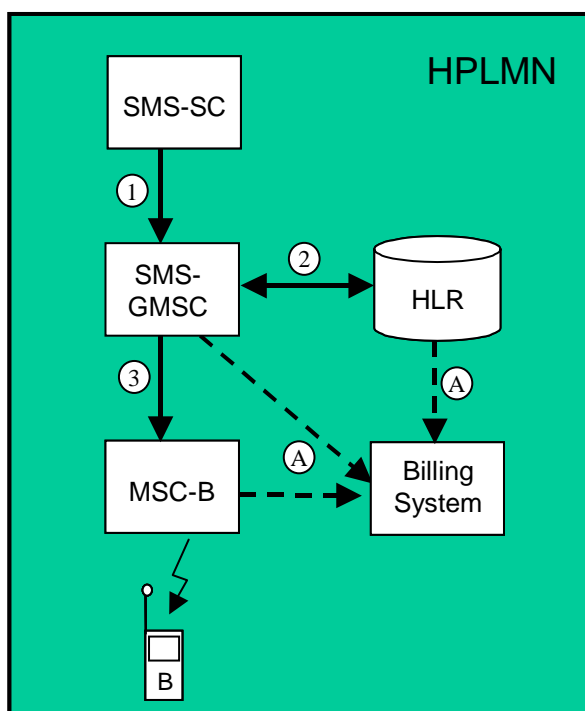 HPLMN
SMS-SC
1
SMS-
GMSC
2
HLR
3
A
A
MSC-B
Billing
System
B